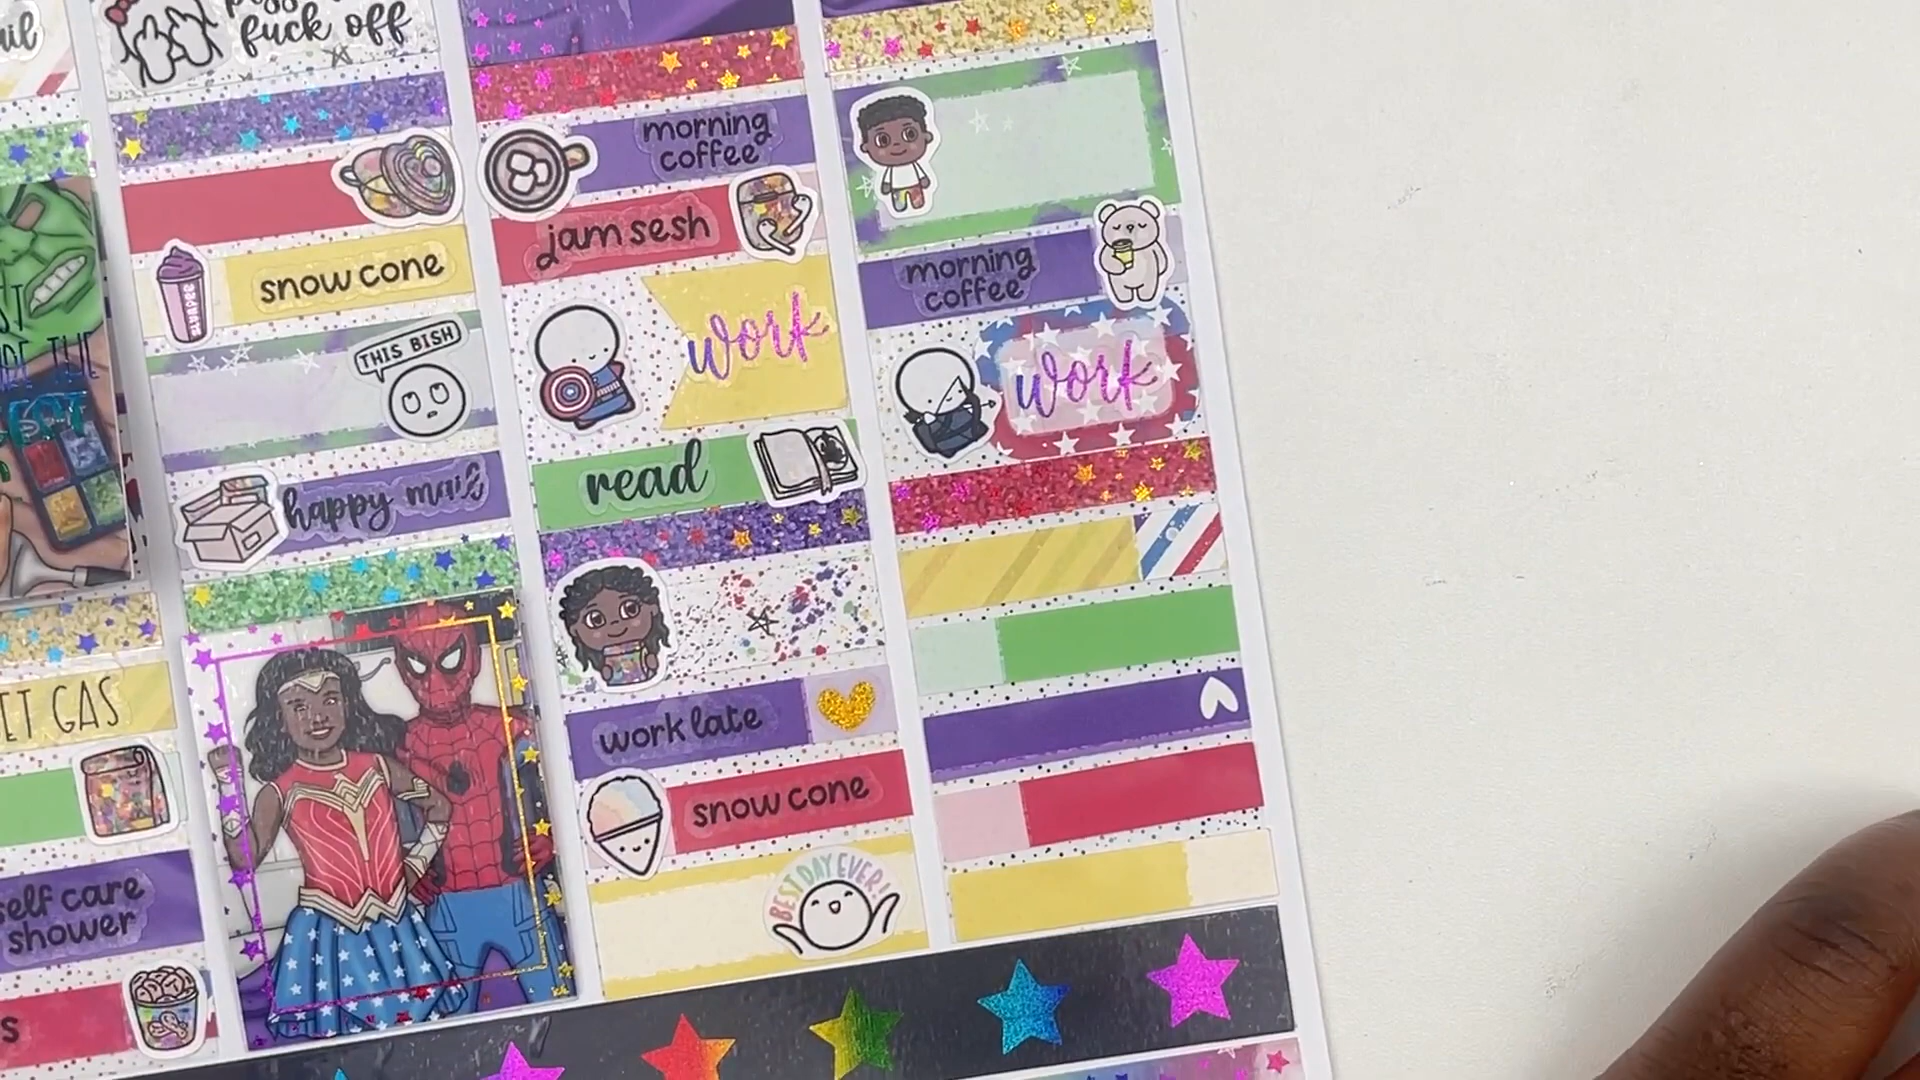 fuck off
snow cone
THIS BISH
happy mail
morning
coffee
jam sesh
work
read
work late
snow cone
BEST DAY EVER!
morning
coffee
work
GAS
self care
shower